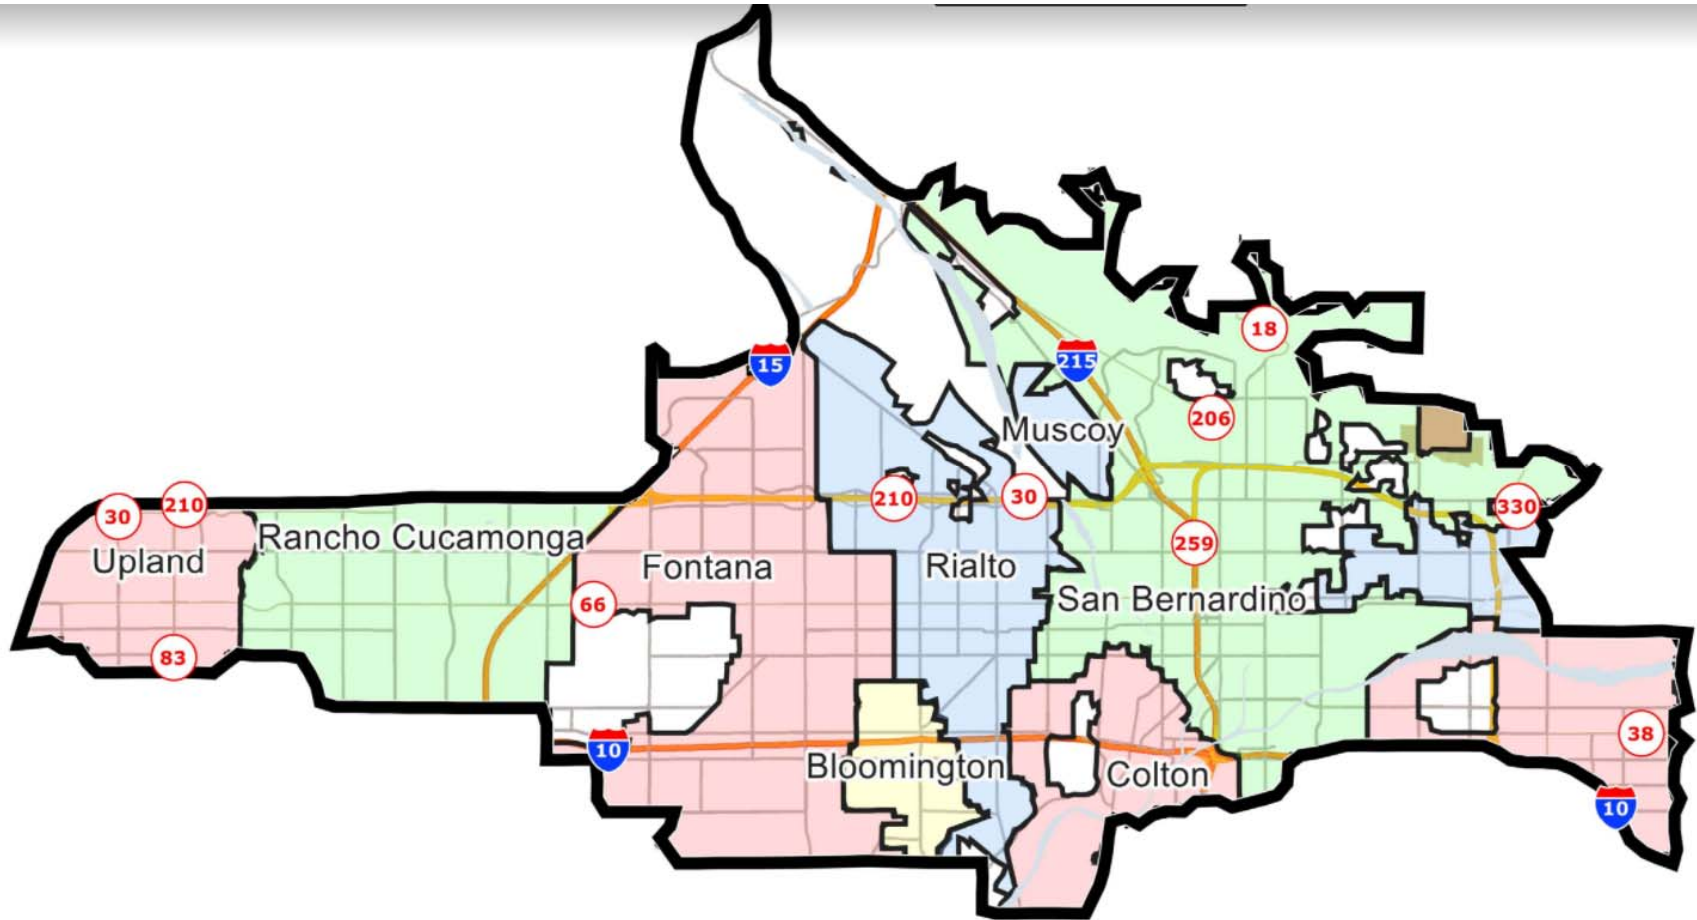 15
215
18
206
Muscoy
30
210
210
30
330
Rancho Cucamonga
Upland
Fontana
Rialto
259
66
San Bernardino
83
38
10
Bloomington
Colton
10